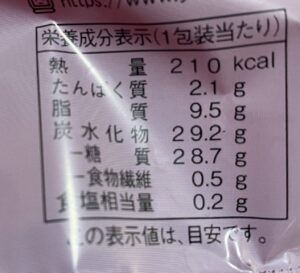 https://www.
栄養成分表示(1包装当たり)
熱量 210 kcal
たんぱく質 2.1 g
脂質 9.5 g
炭水化物 29.2 g
―糖質 28.7 g
―食物繊維 0.5 g
食塩相当量 0.2 g
この表示値は、目安です。